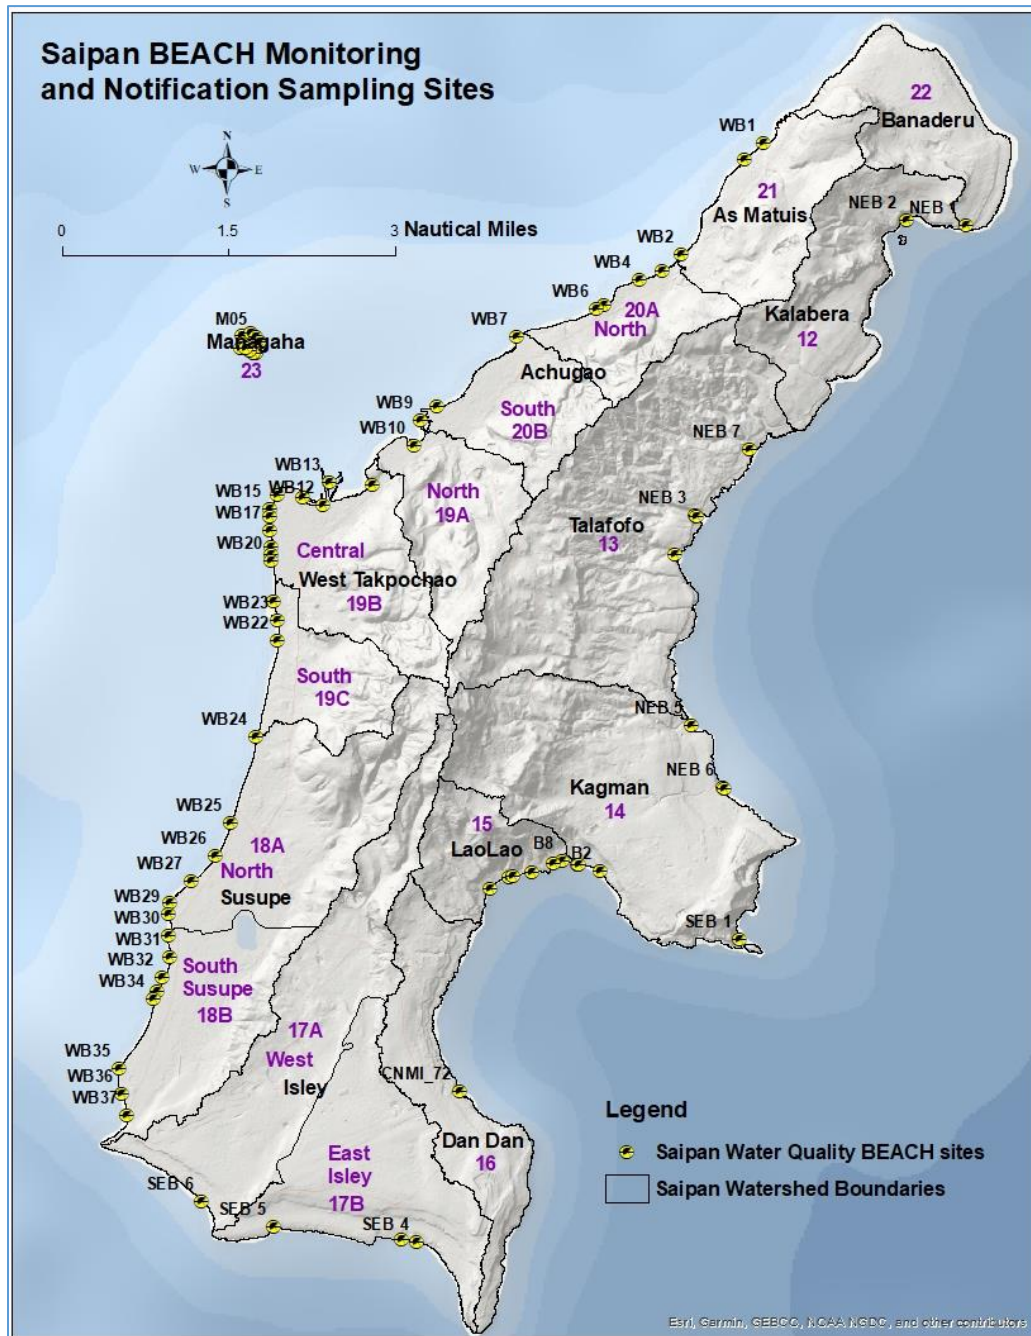 Saipan BEACH Monitoring
and Notification Sampling Sites
N
W E
S
0 1.5 3 Nautical Miles
22
Banaderu
WB1
21
As Matuis
NEB 2
NEB 1
WB2
WB4
WB6
20A
North
Kalabera
12
M05
Managaha
23
WB7
Achugao
South
20B
WB9
WB10
NEB 7
WB13
WB15
WB12
WB17
North
19A
NEB 3
Talafofo
13
WB20
Central
West Takpochao
19B
WB23
WB22
South
19C
NEB 5
WB24
NEB 6
Kagman
14
WB25
15
LaoLao
B8
B2
WB26
18A
North
Susupe
WB27
WB29
WB30
SEB 1
WB31
WB32
South
Susupe
18B
WB34
17A
West
Isley
WB35
WB36
WB37
CNMI_72
Dan Dan
16
East
Isley
17B
SEB 6
SEB 5
SEB 4
Legend
Saipan Water Quality BEACH sites
Saipan Watershed Boundaries
Esri, Garmin, GEBCO, NOAA NGDC, and other contributors